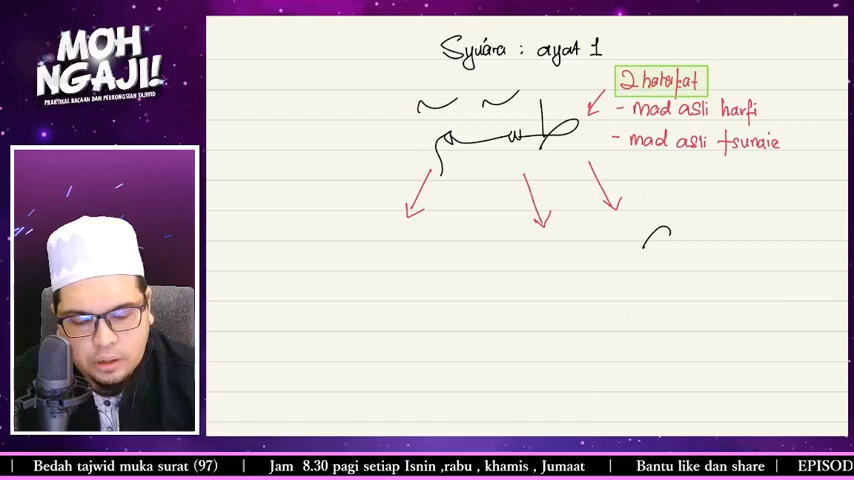 MOH
NGAJI!
PRAKTIKAL BACAAN DAN PERKONGSIAN TAJWID
Syuara : ayat 1
2 harakat
- mad asli harfi
- mad asli tsunaie
طسم
| Bedah tajwid muka surat (97) | Jam 8.30 pagi setiap Isnin ,rabu , khamis , Jumaat | Bantu like dan share | EPISOD